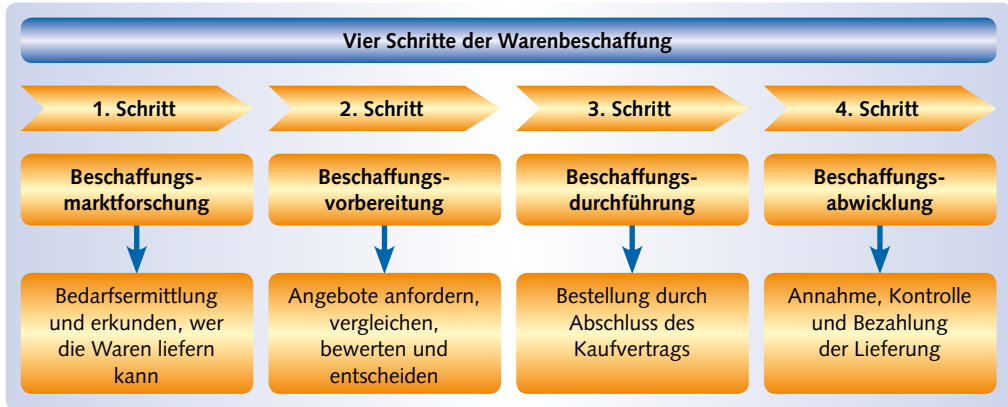 Vier Schritte der Warenbeschaffung
1. Schritt
2. Schritt
3. Schritt
4. Schritt
Beschaffungs-
marktforschung
Beschaffungs-
vorbereitung
Beschaffungs-
durchführung
Beschaffungs-
abwicklung
Bedarfsermittlung
und erkunden, wer
die Waren liefern
kann
Angebote anfordern,
vergleichen,
bewerten und
entscheiden
Bestellung durch
Abschluss des
Kaufvertrags
Annahme, Kontrolle
und Bezahlung
der Lieferung